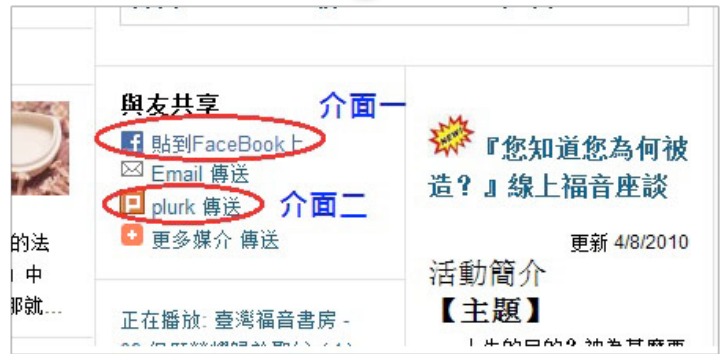 的法
中
那就...
與友共享
介面一
貼到FaceBook上
Email 傳送
plurk 傳送
介面二
更多媒介 傳送
正在播放: 臺灣福音書房 -
NEW
『您知道您為何被
造？』線上福音座談
更新 4/8/2010
活動簡介
【主題】